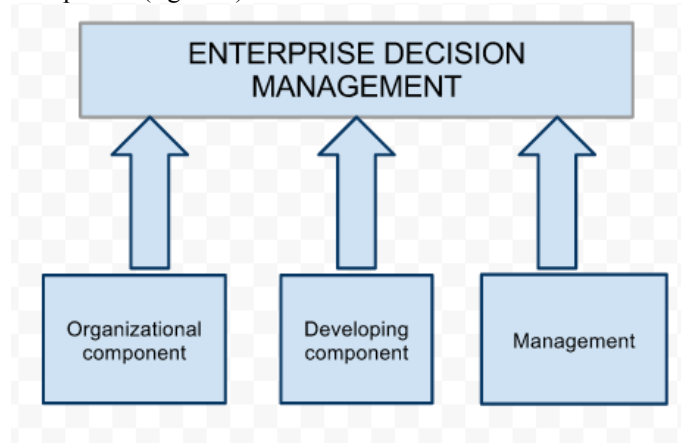 ENTERPRISE DECISION
MANAGEMENT
Organizational
component
Developing
component
Management